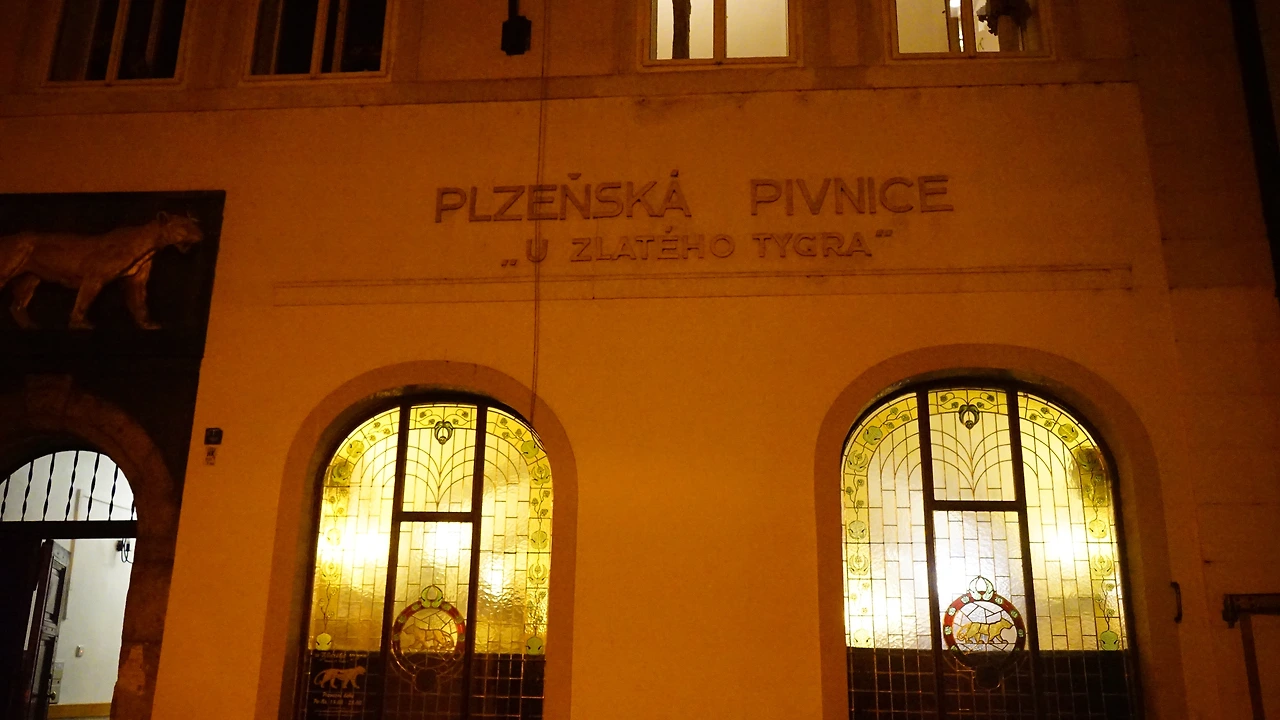 PLZEŇSKÁ PIVNICE
„U ZLATÉHO TYGRA“